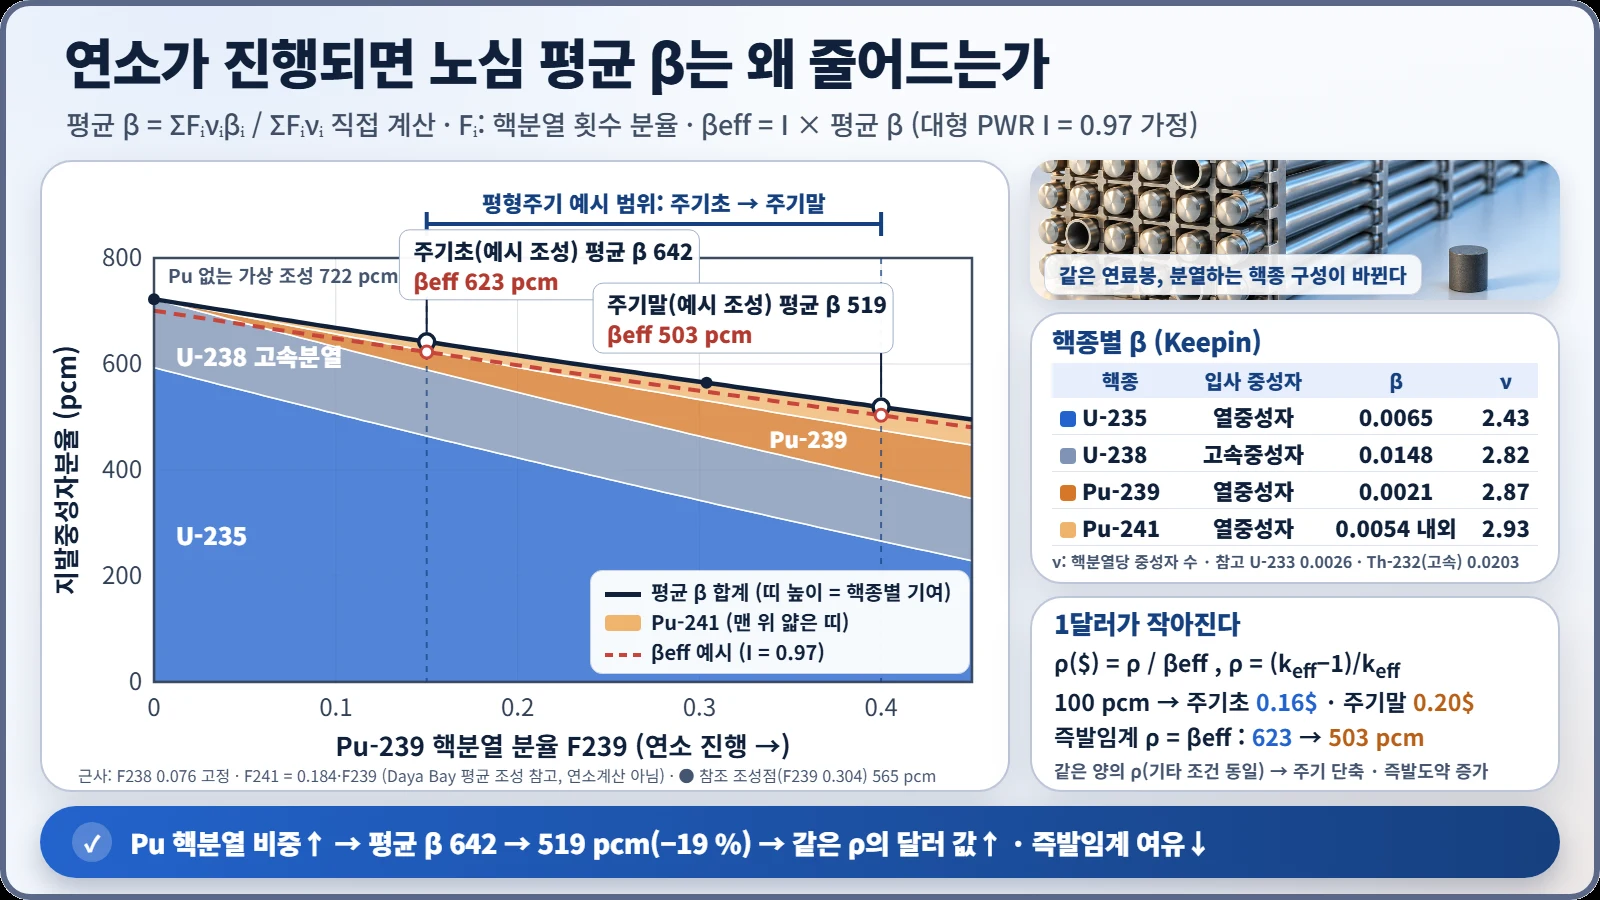 연소가 진행되면 노심 평균 β는 왜 줄어드는가
평균 β = ΣFᵢνᵢβᵢ / ΣFᵢνᵢ 직접 계산 · Fᵢ: 핵분열 횟수 분율 · βeff = I × 평균 β (대형 PWR I = 0.97 가정)
평형주기 예시 범위: 주기초 → 주기말
주기초(예시 조성) 평균 β 642
βeff 623 pcm
주기말(예시 조성) 평균 β 519
βeff 503 pcm
Pu 없는 가상 조성 722 pcm
U-238 고속분열
Pu-239
U-235
지발중성자분율 (pcm)
800
600
400
200
0
평균 β 합계 (띠 높이 = 핵종별 기여)
Pu-241 (맨 위 얇은 띠)
βeff 예시 (I = 0.97)
0 0.1 0.2 0.3 0.4
Pu-239 핵분열 분율 F239 (연소 진행 →)
근사: F238 0.076 고정 · F241 = 0.184·F239 (Daya Bay 평균 조성 참고, 연소계산 아님) · ● 참조 조성점(F239 0.304) 565 pcm
같은 연료봉, 분열하는 핵종 구성이 바뀐다
핵종별 β (Keepin)
핵종 입사 중성자 β ν
U-235 열중성자 0.0065 2.43
U-238 고속중성자 0.0148 2.82
Pu-239 열중성자 0.0021 2.87
Pu-241 열중성자 0.0054 내외 2.93
ν: 핵분열당 중성자 수 · 참고 U-233 0.0026 · Th-232(고속) 0.0203
1달러가 작아진다
ρ($) = ρ / βeff , ρ = (keff−1)/keff
100 pcm → 주기초 0.16$ · 주기말 0.20$
즉발임계 ρ = βeff : 623 → 503 pcm
같은 양의 ρ(기타 조건 동일) → 주기 단축 · 즉발도약 증가
✓ Pu 핵분열 비중↑ → 평균 β 642 → 519 pcm(−19 %) → 같은 ρ의 달러 값↑ · 즉발임계 여유↓